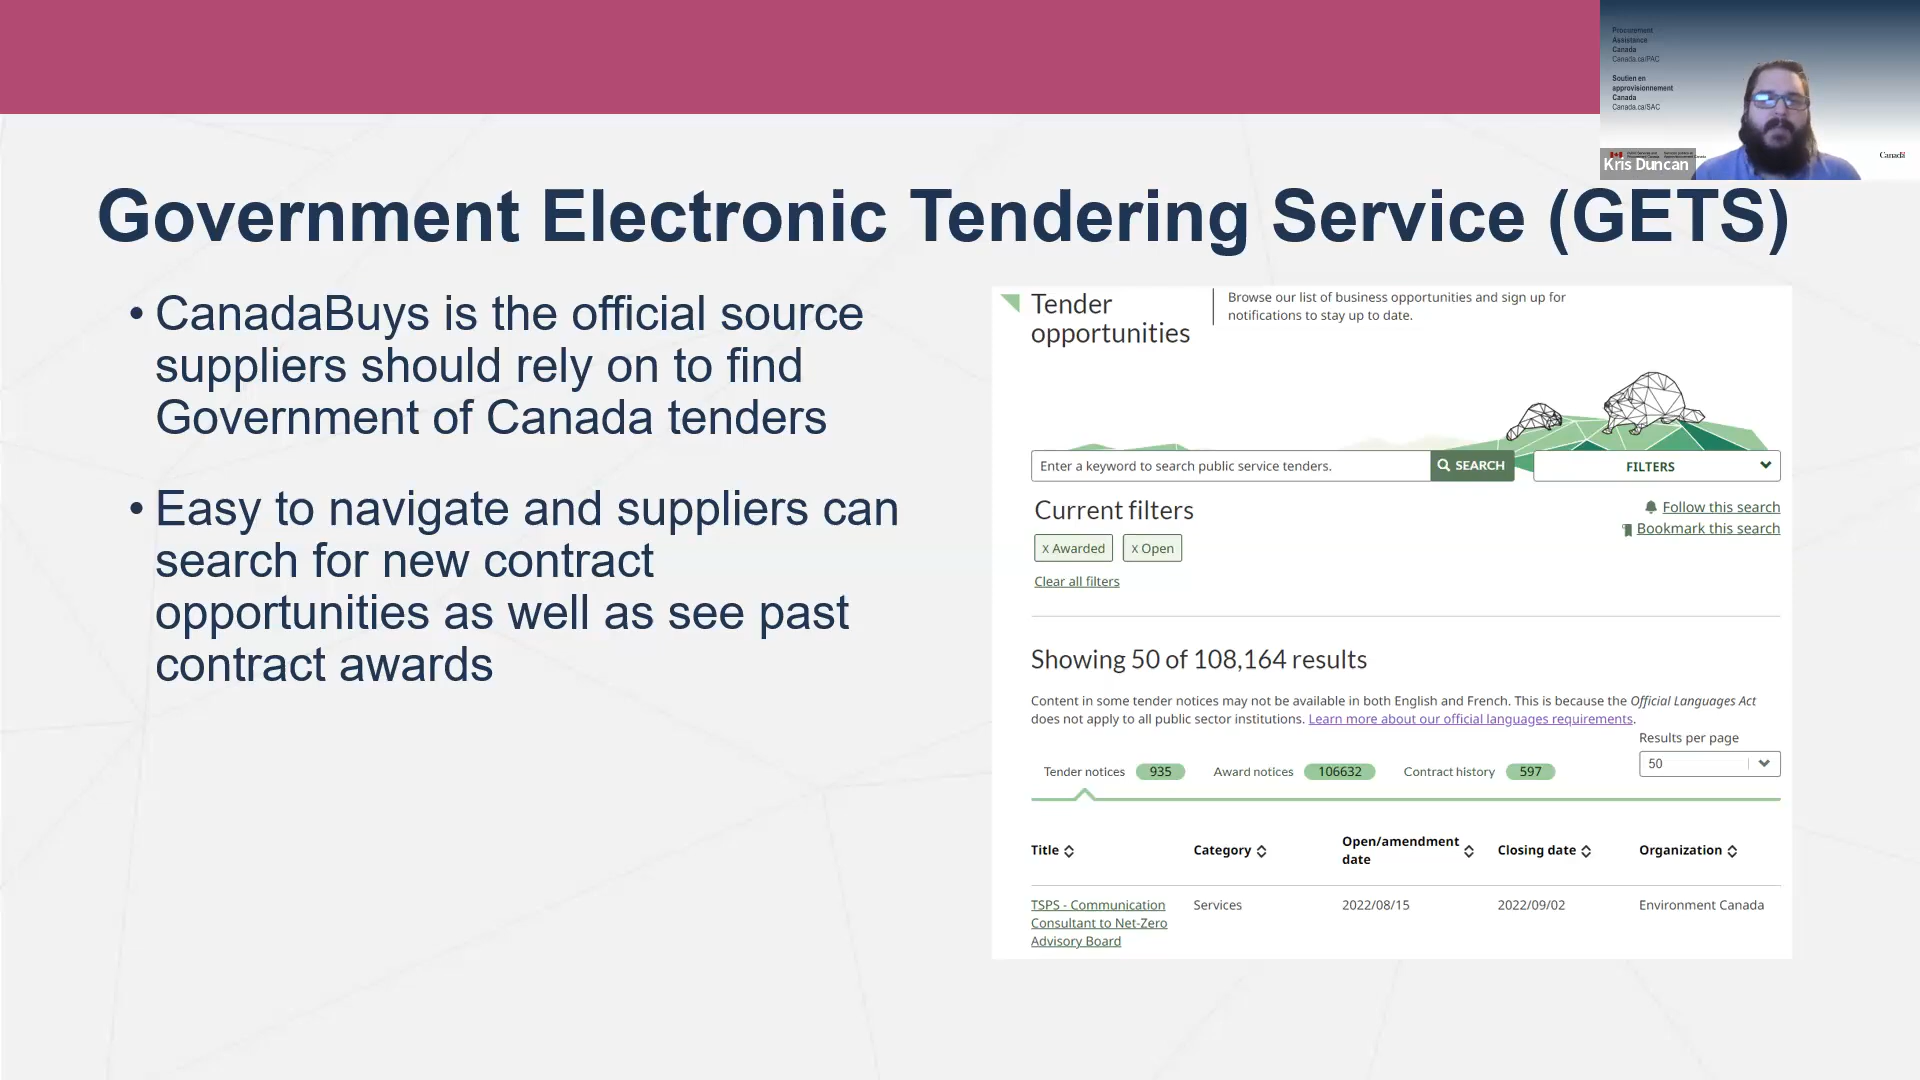 Procurement
Assistance
Canada
Canada.ca/PAC
Soutien en
approvisionnement
Canada
Canada.ca/SAC
Kris Duncan
Canada
Government Electronic Tendering Service (GETS)
• CanadaBuys is the official source
suppliers should rely on to find
Government of Canada tenders
• Easy to navigate and suppliers can
search for new contract
opportunities as well as see past
contract awards
Tender
opportunities
Browse our list of business opportunities and sign up for
notifications to stay up to date.
Enter a keyword to search public service tenders.
SEARCH
FILTERS
Current filters
Follow this search
Bookmark this search
x Awarded
x Open
Clear all filters
Showing 50 of 108,164 results
Content in some tender notices may not be available in both English and French. This is because the Official Languages Act
does not apply to all public sector institutions. Learn more about our official languages requirements.
Results per page
50
Tender notices 935 Award notices 106632 Contract history 597
Title Category Open/amendment date Closing date Organization
TSPS - Communication
Consultant to Net-Zero
Advisory Board
Services 2022/08/15 2022/09/02 Environment Canada